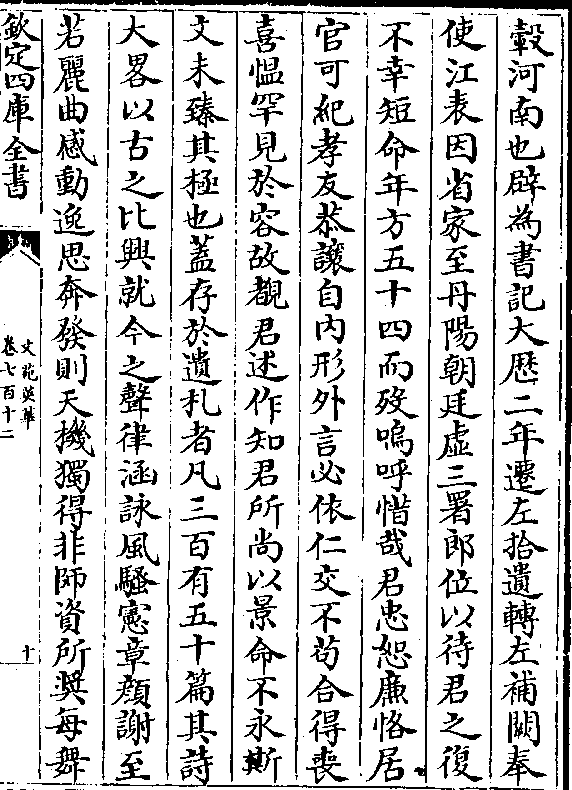 轂河南也辟為書記大厯二年遷左拾遺轉左補闕奉
使江表因省家至丹陽朝廷虚三署郎位以待君之復
不幸短命年方五十四而歿嗚呼惜哉君忠恕廉恪居
官可紀孝友恭讓自内形外言必依仁交不苟合得喪
喜愠罕見於容故覩君述作知君所尚以景命不永斯
文未臻其極也蓋存於遺札者凡三百有五十篇其詩
大畧以古之比興就今之聲律涵詠風騷憲章顔謝至
若麗曲感動逸思奔發則天機獨得非師資所奨每舞
欽定四庫全書
文苑英華
卷七百十二
十